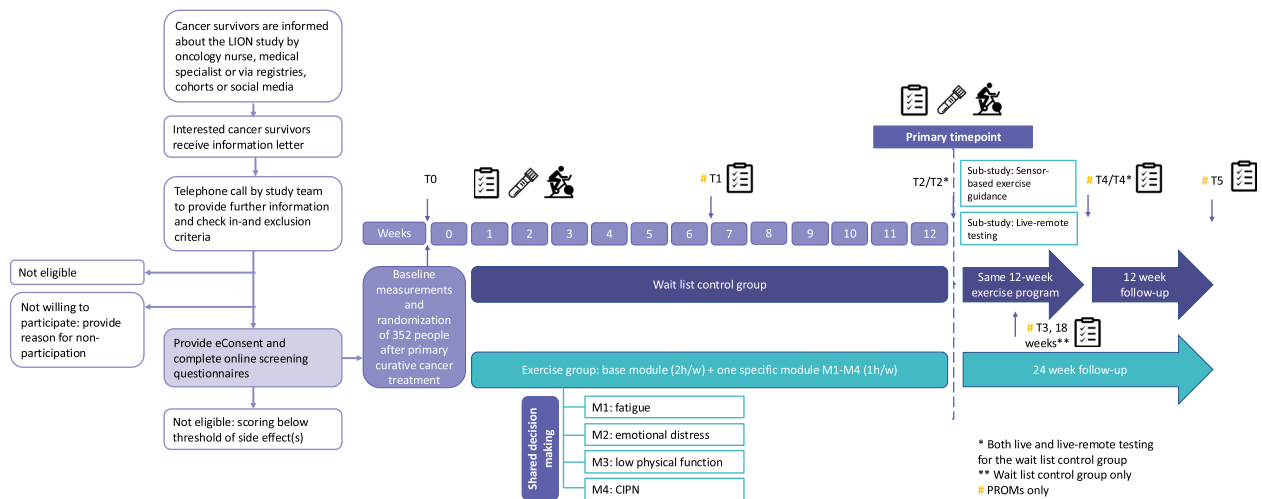 Cancer survivors are informed
about the LION study by
oncology nurse, medical
specialist or via registries,
cohorts or social media
Interested cancer survivors
receive information letter
Telephone call by study team
to provide further information
and check in-and exclusion
criteria
Not eligible
Not willing to
participate: provide
reason for non-
participation
Provide eConsent and
complete online screening
questionnaires
Not eligible: scoring below
threshold of side effect(s)
T0
# T1
Primary timepoint
T2/T2*
Sub-study: Sensor-
based exercise
guidance
Sub-study: Live-remote
testing
# T4/T4*
# T5
Weeks 0 1 2 3 4 5 6 7 8 9 10 11 12
Baseline
measurements
and
randomization
of 352 people
after primary
curative cancer
treatment
Wait list control group
Same 12-week
exercise program
12 week
follow-up
# T3, 18
weeks**
Exercise group: base module (2h/w) + one specific module M1-M4 (1h/w)
24 week follow-up
Shared decision
making
M1: fatigue
M2: emotional distress
M3: low physical function
M4: CIPN
* Both live and live-remote testing
for the wait list control group
** Wait list control group only
# PROMs only